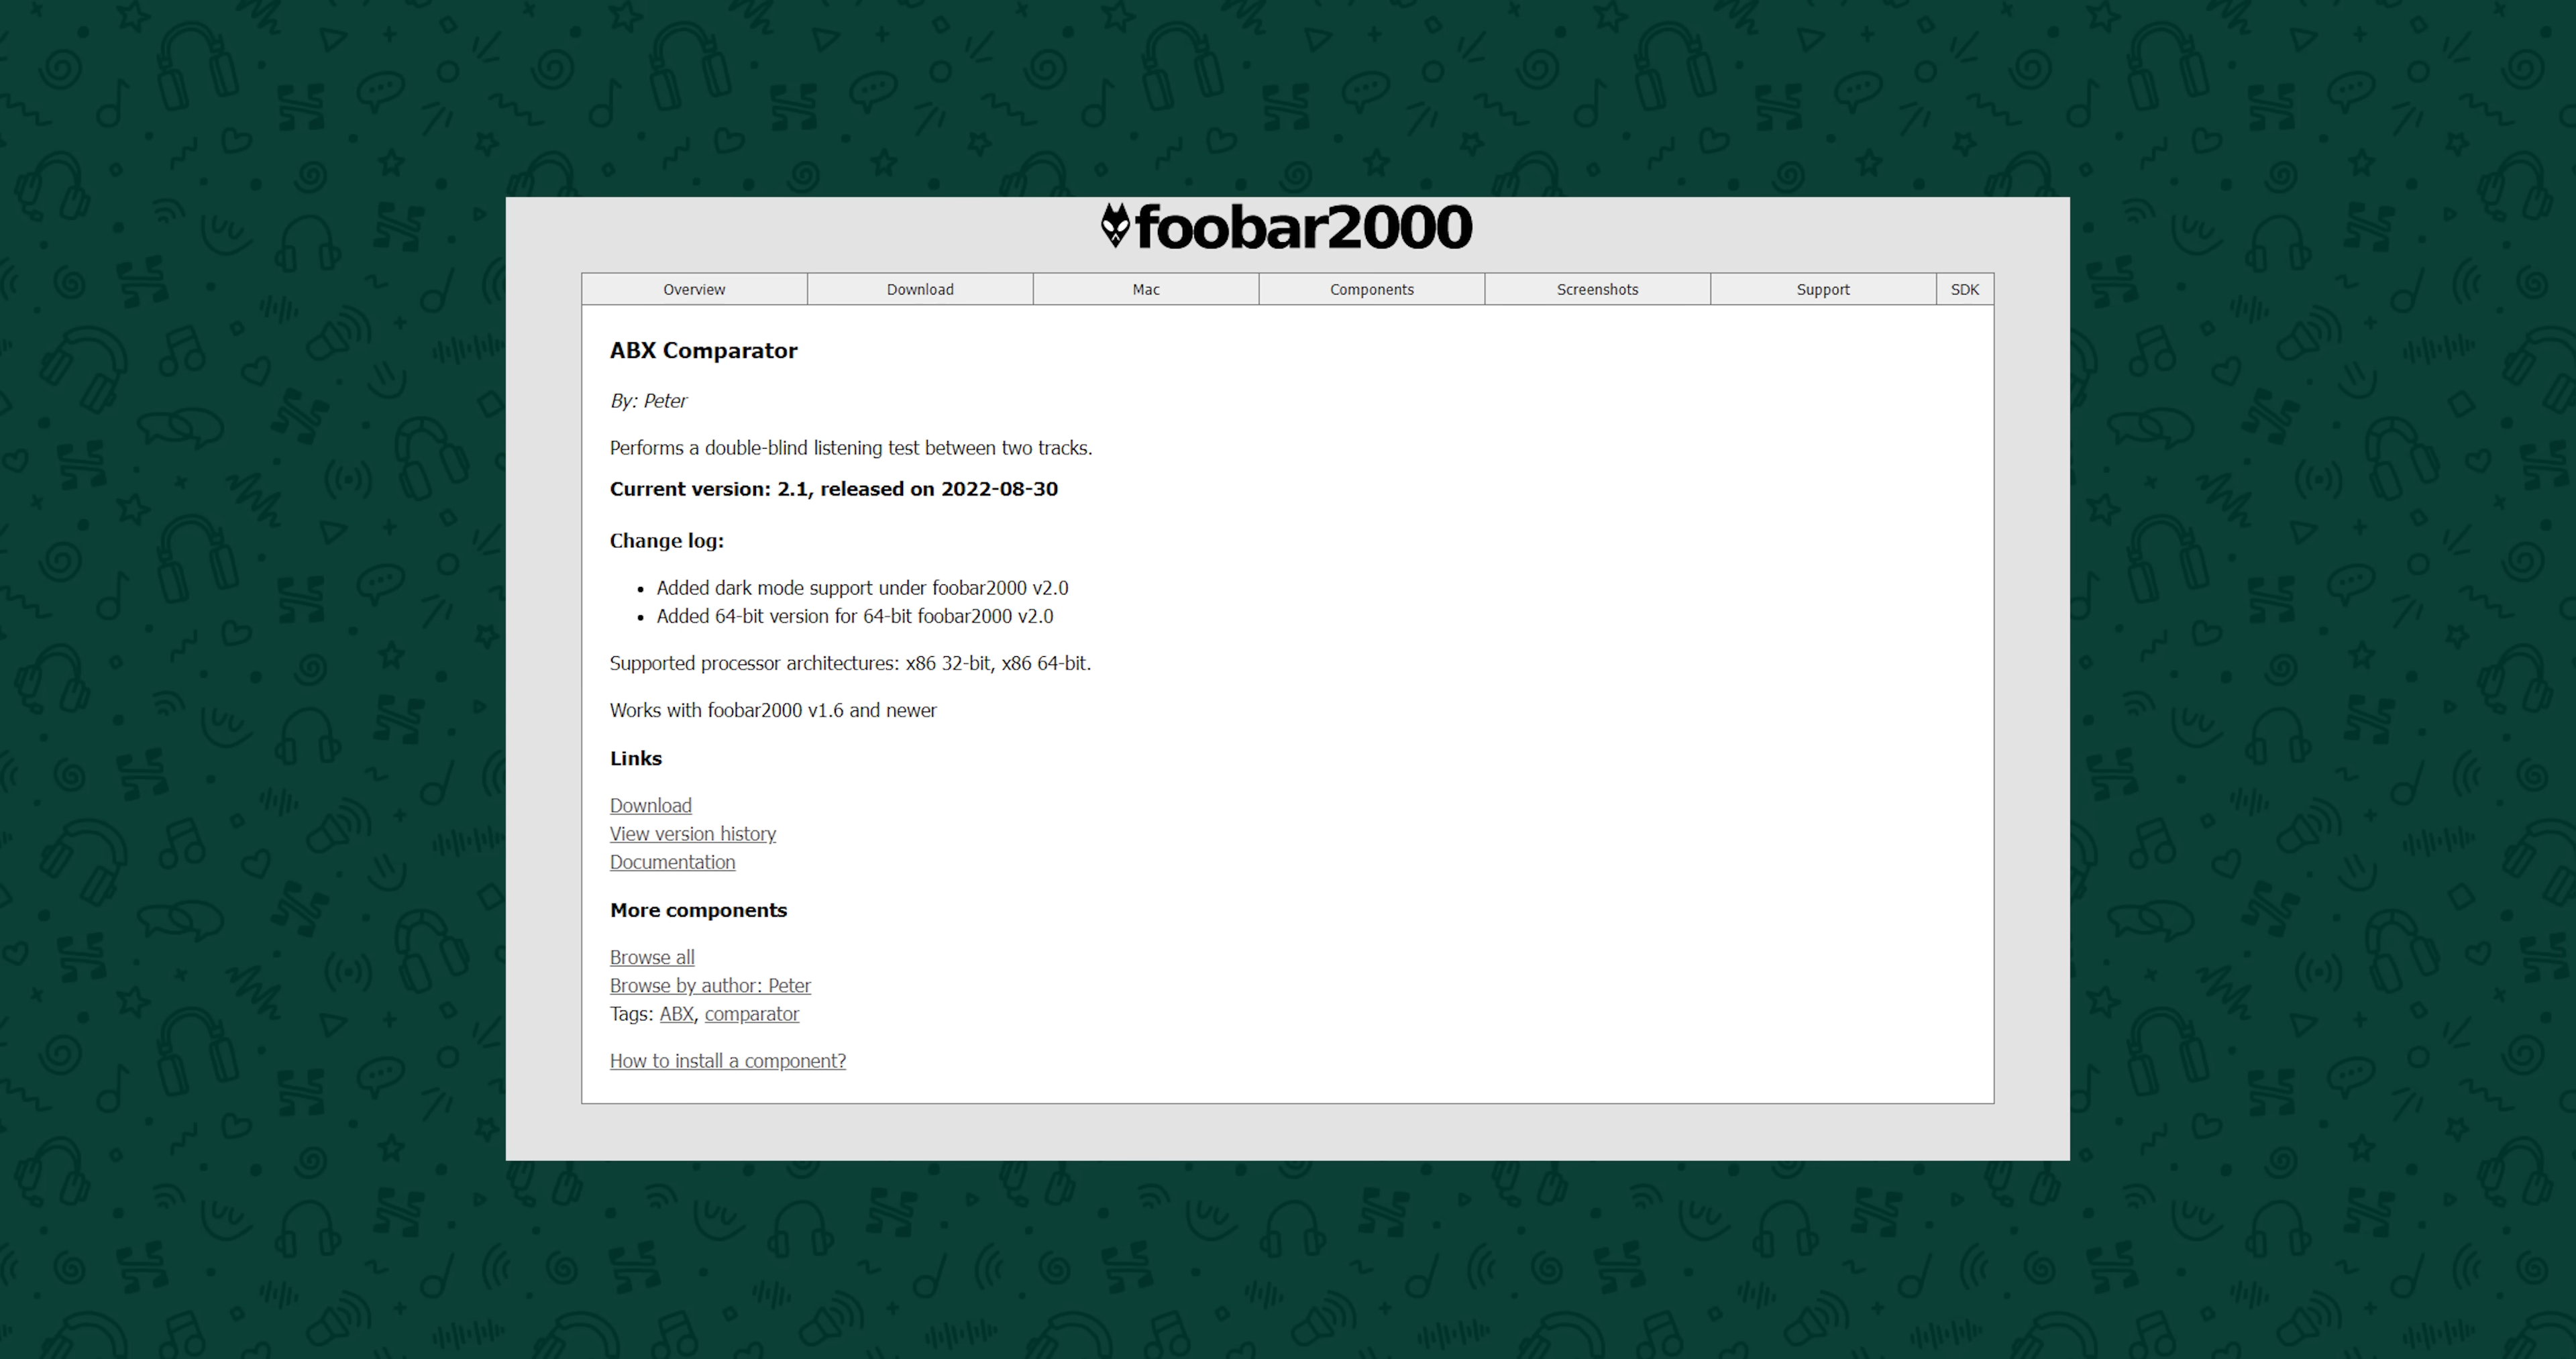 foobar2000
Overview Download Mac Components Screenshots Support SDK
ABX Comparator
By: Peter
Performs a double-blind listening test between two tracks.
Current version: 2.1, released on 2022-08-30
Change log:
• Added dark mode support under foobar2000 v2.0
• Added 64-bit version for 64-bit foobar2000 v2.0
Supported processor architectures: x86 32-bit, x86 64-bit.
Works with foobar2000 v1.6 and newer
Links
Download
View version history
Documentation
More components
Browse all
Browse by author: Peter
Tags: ABX, comparator
How to install a component?